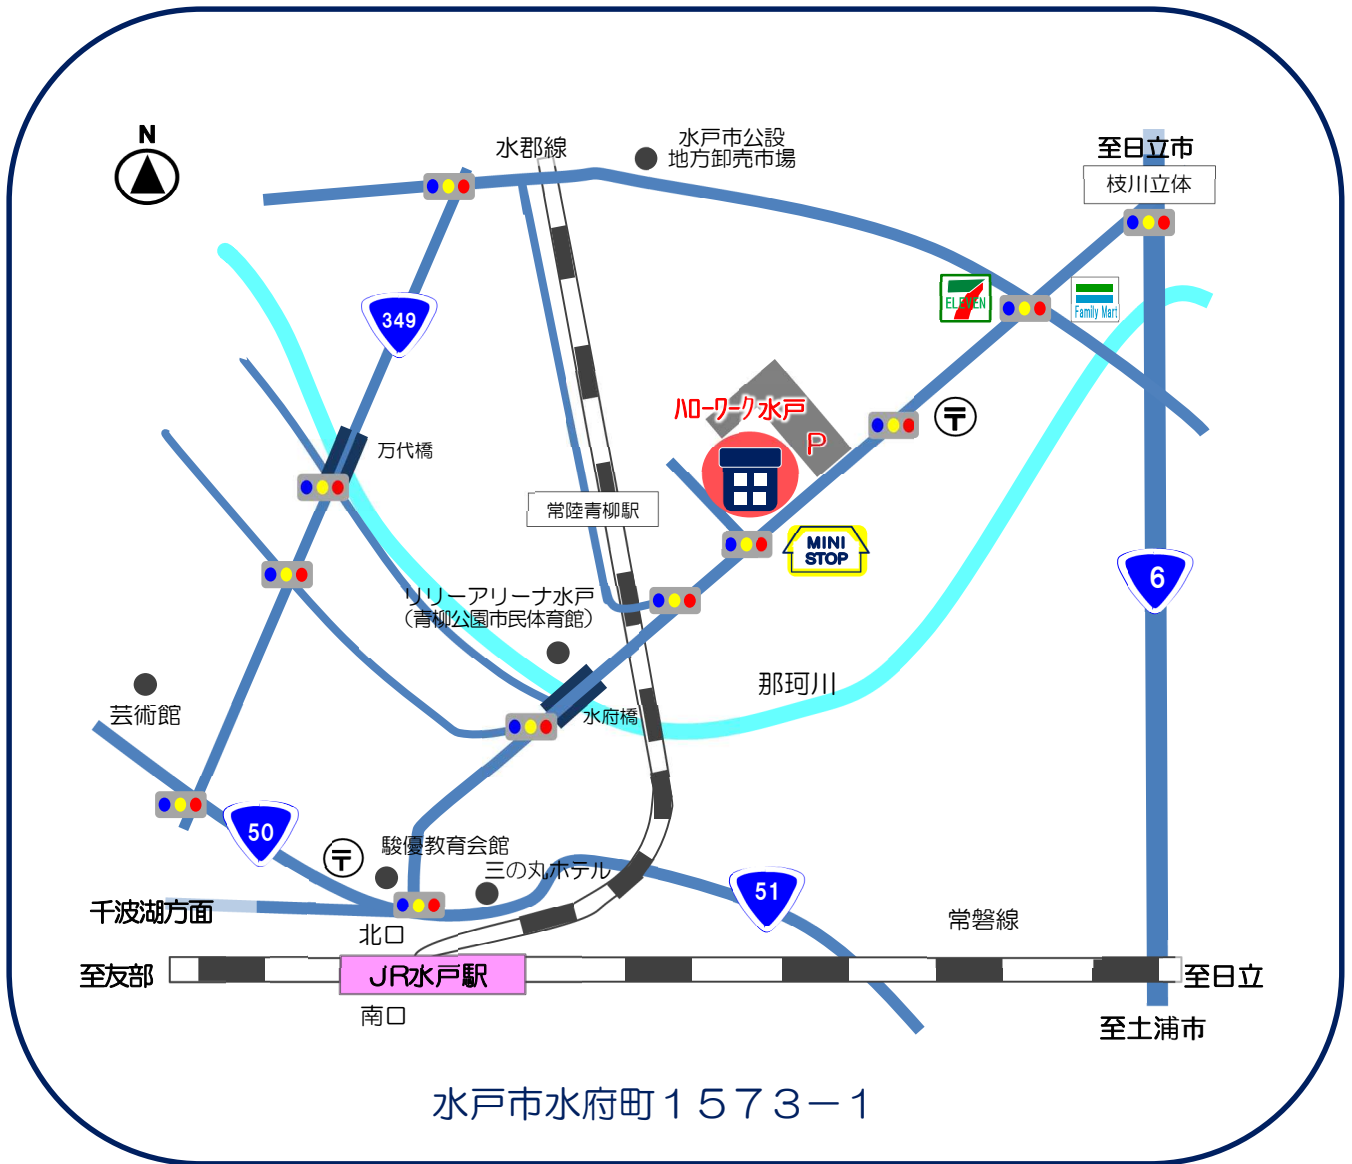 N
水郡線
水戸市公設
地方卸売市場
至日立市
枝川立体
ELEVEN
Family Mart
349
ハローワーク水戸
P
〒
万代橋
常陸青柳駅
MINI
STOP
6
リリーアリーナ水戸
（青柳公園市民体育館）
那珂川
水府橋
芸術館
50
〒
駿優教育会館
三の丸ホテル
51
千波湖方面
北口
常磐線
至友部
JR水戸駅
至日立
南口
至土浦市
水戸市水府町１５７３－１